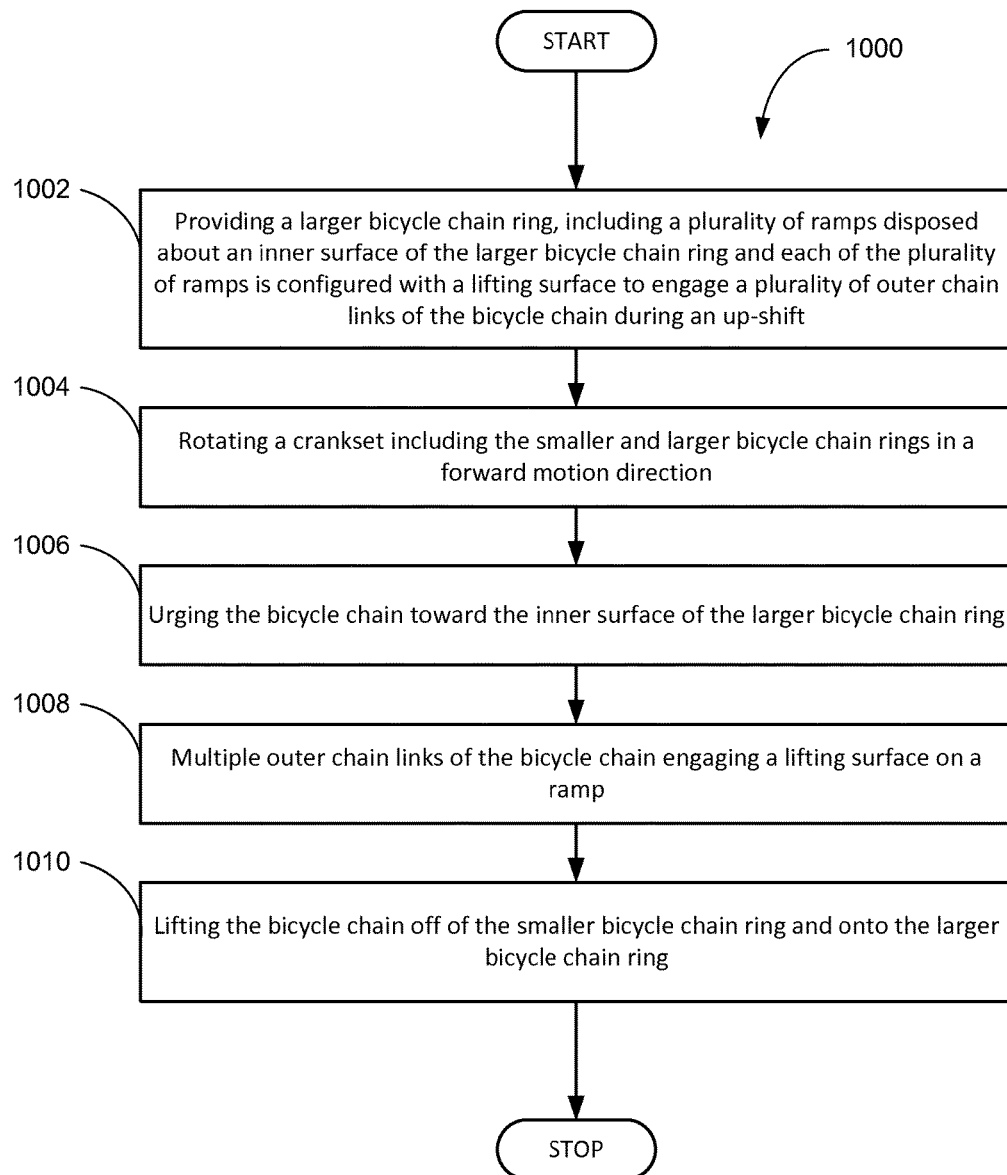 START
1000
1002
Providing a larger bicycle chain ring, including a plurality of ramps disposed
about an inner surface of the larger bicycle chain ring and each of the plurality
of ramps is configured with a lifting surface to engage a plurality of outer chain
links of the bicycle chain during an up-shift
1004
Rotating a crankset including the smaller and larger bicycle chain rings in a
forward motion direction
1006
Urging the bicycle chain toward the inner surface of the larger bicycle chain ring
1008
Multiple outer chain links of the bicycle chain engaging a lifting surface on a
ramp
1010
Lifting the bicycle chain off of the smaller bicycle chain ring and onto the larger
bicycle chain ring
STOP